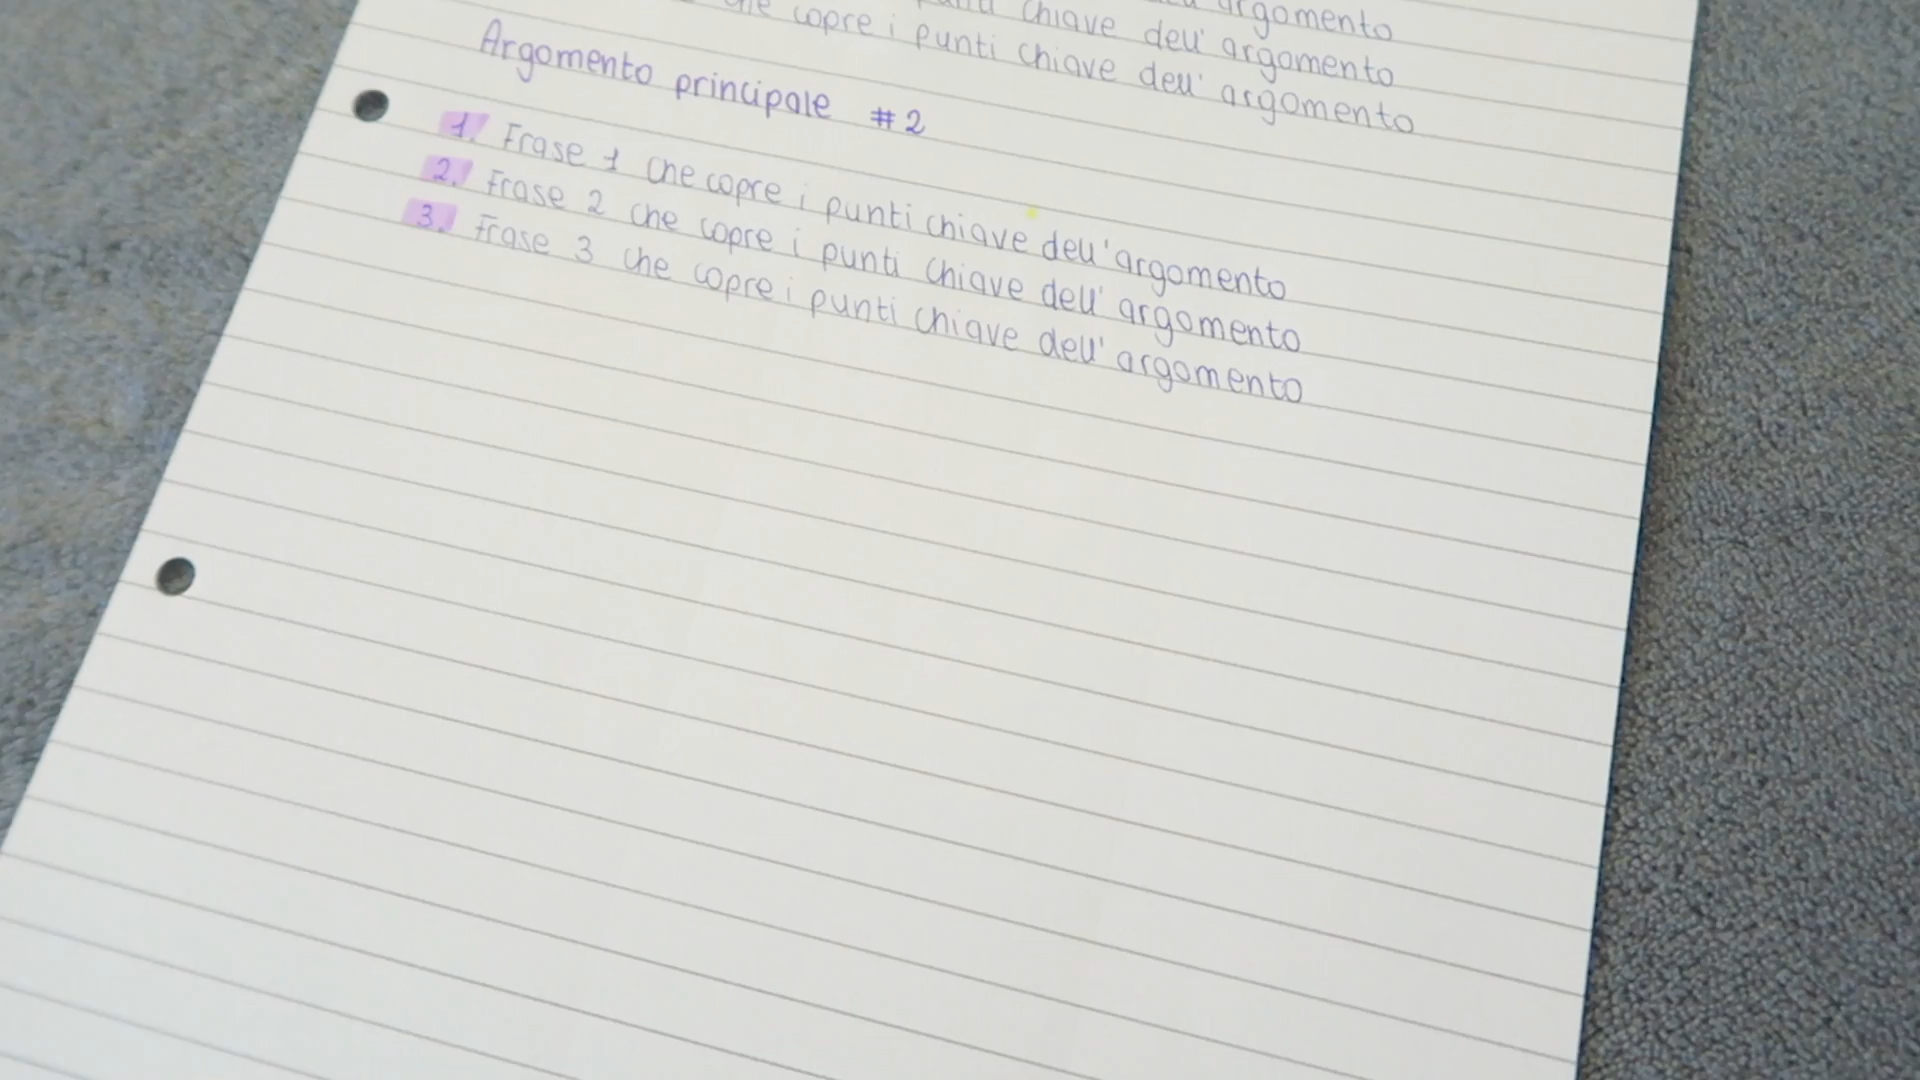 argomento
copre i punti chiave dell'argomento
chiave dell'argomento
Argomento principale #2
1. Frase 1 che copre i punti chiave dell'argomento
2. Frase 2 che copre i punti chiave dell'argomento
3. Frase 3 che copre i punti chiave dell'argomento